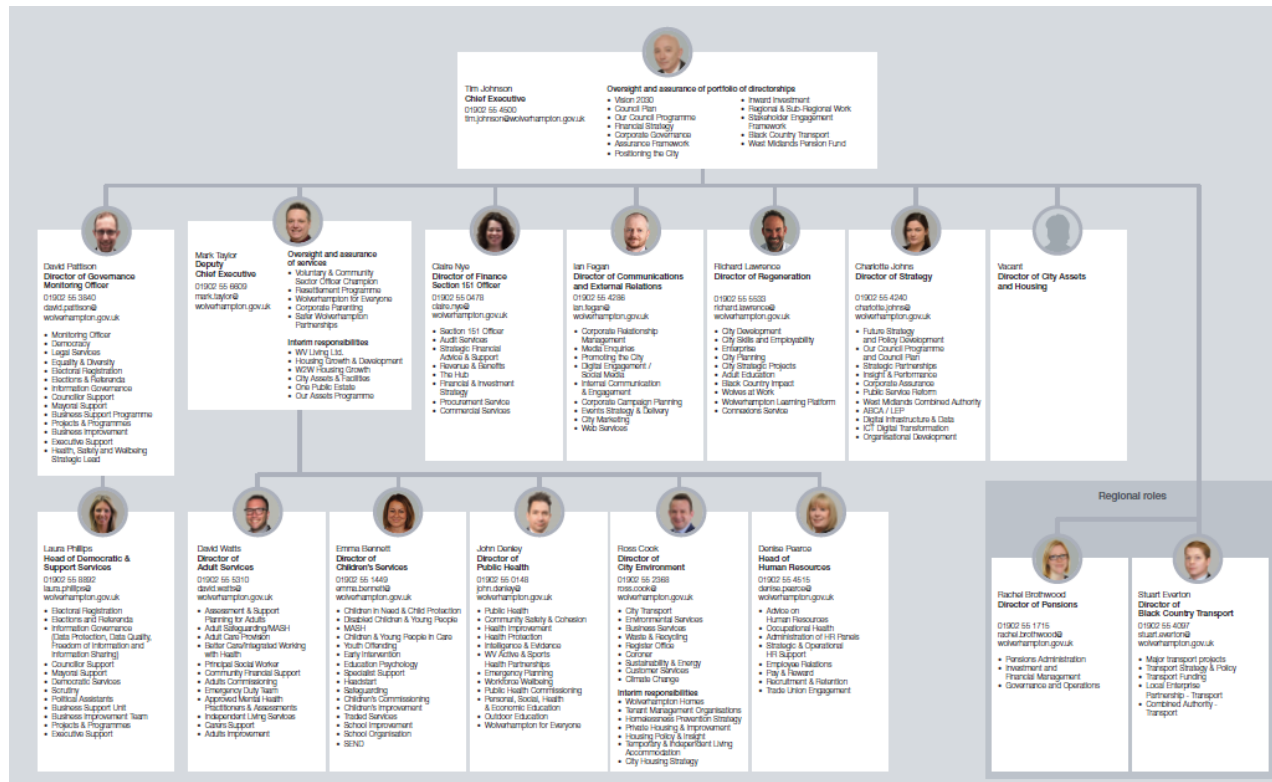 Tim Johnson
Chief Executive
01902 55 4500
tim.johnson@wolverhampton.gov.uk
Oversight and assurance of portfolio of directorships
• Vision 2030
• Council Plan
• Our Council Programme
• Financial Strategy
• Corporate Governance
• Assurance Framework
• Positioning the City
• Inward Investment
• Regional & Sub-Regional Work
• Stakeholder Engagement
Framework
• Black Country Transport
• West Midlands Pension Fund
David Pattison
Director of Governance
Monitoring Officer
01902 55 3840
david.pattison@
wolverhampton.gov.uk
• Monitoring Officer
• Democracy
• Legal Services
• Equality & Diversity
• Electoral Registration
• Elections & Referenda
• Information Governance
• Councillor Support
• Mayoral Support
• Business Support Programme
• Projects & Programmes
• Business Improvement
• Executive Support
• Health, Safety and Wellbeing
Strategic Lead
Mark Taylor
Deputy
Chief Executive
01902 55 6609
mark.taylor@
wolverhampton.gov.uk
Oversight and assurance
of services
• Voluntary & Community
Sector Officer Champion
• Resettlement Programme
• Wolverhampton for Everyone
• Corporate Parenting
• Safer Wolverhampton
Partnerships
Interim responsibilities
• WV Living Ltd.
• Housing Growth & Development
• W2W Housing Growth
• City Assets & Facilities
• One Public Estate
• Our Assets Programme
Claire Nye
Director of Finance
Section 151 Officer
01902 55 0478
claire.nye@
wolverhampton.gov.uk
• Section 151 Officer
• Audit Services
• Strategic Financial
Advice & Support
• Revenue & Benefits
• The Hub
• Financial & Investment
Strategy
• Procurement Service
• Commercial Services
Ian Fegan
Director of Communications
and External Relations
01902 55 4286
ian.fegan@
wolverhampton.gov.uk
• Corporate Relationship
Management
• Media Enquiries
• Promoting the City
• Digital Engagement /
Social Media
• Internal Communication
& Engagement
• Corporate Campaign Planning
• Events Strategy & Delivery
• City Marketing
• Web Services
Richard Lawrence
Director of Regeneration
01902 55 5533
richard.lawrence@
wolverhampton.gov.uk
• City Development
• City Skills and Employability
• Enterprise
• City Planning
• City Strategic Projects
• Adult Education
• Black Country Impact
• Wolves at Work
• Wolverhampton Learning Platform
• Connexions Service
Charlotte Johns
Director of Strategy
01902 55 4240
charlotte.johns@
wolverhampton.gov.uk
• Future Strategy
and Policy Development
• Our Council Programme
and Council Plan
• Strategic Partnerships
• Insight & Performance
• Corporate Assurance
• Public Service Reform
• West Midlands Combined Authority
• ABCA / LEP
• Digital Infrastructure & Data
• ICT Digital Transformation
• Organisational Development
Vacant
Director of City Assets
and Housing
Laura Phillips
Head of Democratic &
Support Services
01902 55 8892
laura.phillips@
wolverhampton.gov.uk
• Electoral Registration
• Elections and Referenda
• Information Governance
(Data Protection, Data Quality,
Freedom of Information and
Information Sharing)
• Councillor Support
• Mayoral Support
• Democratic Services
• Scrutiny
• Political Assistants
• Business Support Unit
• Business Improvement Team
• Projects & Programmes
• Executive Support
David Watts
Director of
Adult Services
01902 55 5310
david.watts@
wolverhampton.gov.uk
• Assessment & Support
Planning for Adults
• Adult Safeguarding/MASH
• Adult Care Provision
• Better Care/Integrated Working
with Health
• Principal Social Worker
• Community Financial Support
• Adults Commissioning
• Emergency Duty Team
• Approved Mental Health
Practitioners & Assessments
• Independent Living Services
• Carers Support
• Adults Improvement
Emma Bennett
Director of
Children's Services
01902 55 1449
emma.bennett@
wolverhampton.gov.uk
• Children in Need & Child Protection
• Disabled Children & Young People
• MASH
• Children & Young People in Care
• Youth Offending
• Early Intervention
• Education Psychology
• Specialist Support
• Headstart
• Safeguarding
• Children's Commissioning
• Children's Improvement
• Traded Services
• School Improvement
• School Organisation
• SEND
John Denley
Director of
Public Health
01902 55 0148
john.denley@
wolverhampton.gov.uk
• Public Health
• Community Safety & Cohesion
• Health Improvement
• Health Protection
• Intelligence & Evidence
• WV Active & Sports
Health Partnerships
• Emergency Planning
• Workforce Wellbeing
• Public Health Commissioning
• Personal, Social, Health
& Economic Education
• Outdoor Education
• Wolverhampton for Everyone
Ross Cook
Director of
City Environment
01902 55 2368
ross.cook@
wolverhampton.gov.uk
• City Transport
• Environmental Services
• Business Services
• Waste & Recycling
• Register Office
• Coroner
• Sustainability & Energy
• Customer Services
• Climate Change
Interim responsibilities
• Wolverhampton Homes
• Tenant Management Organisations
• Homelessness Prevention Strategy
• Private Housing & Improvement
• Housing Policy & Insight
• Temporary & Independent Living
Accommodation
• City Housing Strategy
Denise Pearce
Head of
Human Resources
01902 55 4515
denise.pearce@
wolverhampton.gov.uk
• Advice on
Human Resources
• Occupational Health
• Administration of HR Panels
• Strategic & Operational
HR Support
• Employee Relations
• Pay & Reward
• Recruitment & Retention
• Trade Union Engagement
Regional roles
Rachel Brothwood
Director of Pensions
01902 55 1715
rachel.brothwood@
wolverhampton.gov.uk
• Pensions Administration
• Investment and
Financial Management
• Governance and Operations
Stuart Everton
Director of
Black Country Transport
01902 55 4097
stuart.everton@
wolverhampton.gov.uk
• Major transport projects
• Transport Strategy & Policy
• Transport Funding
• Local Enterprise
Partnership - Transport
• Combined Authority -
Transport